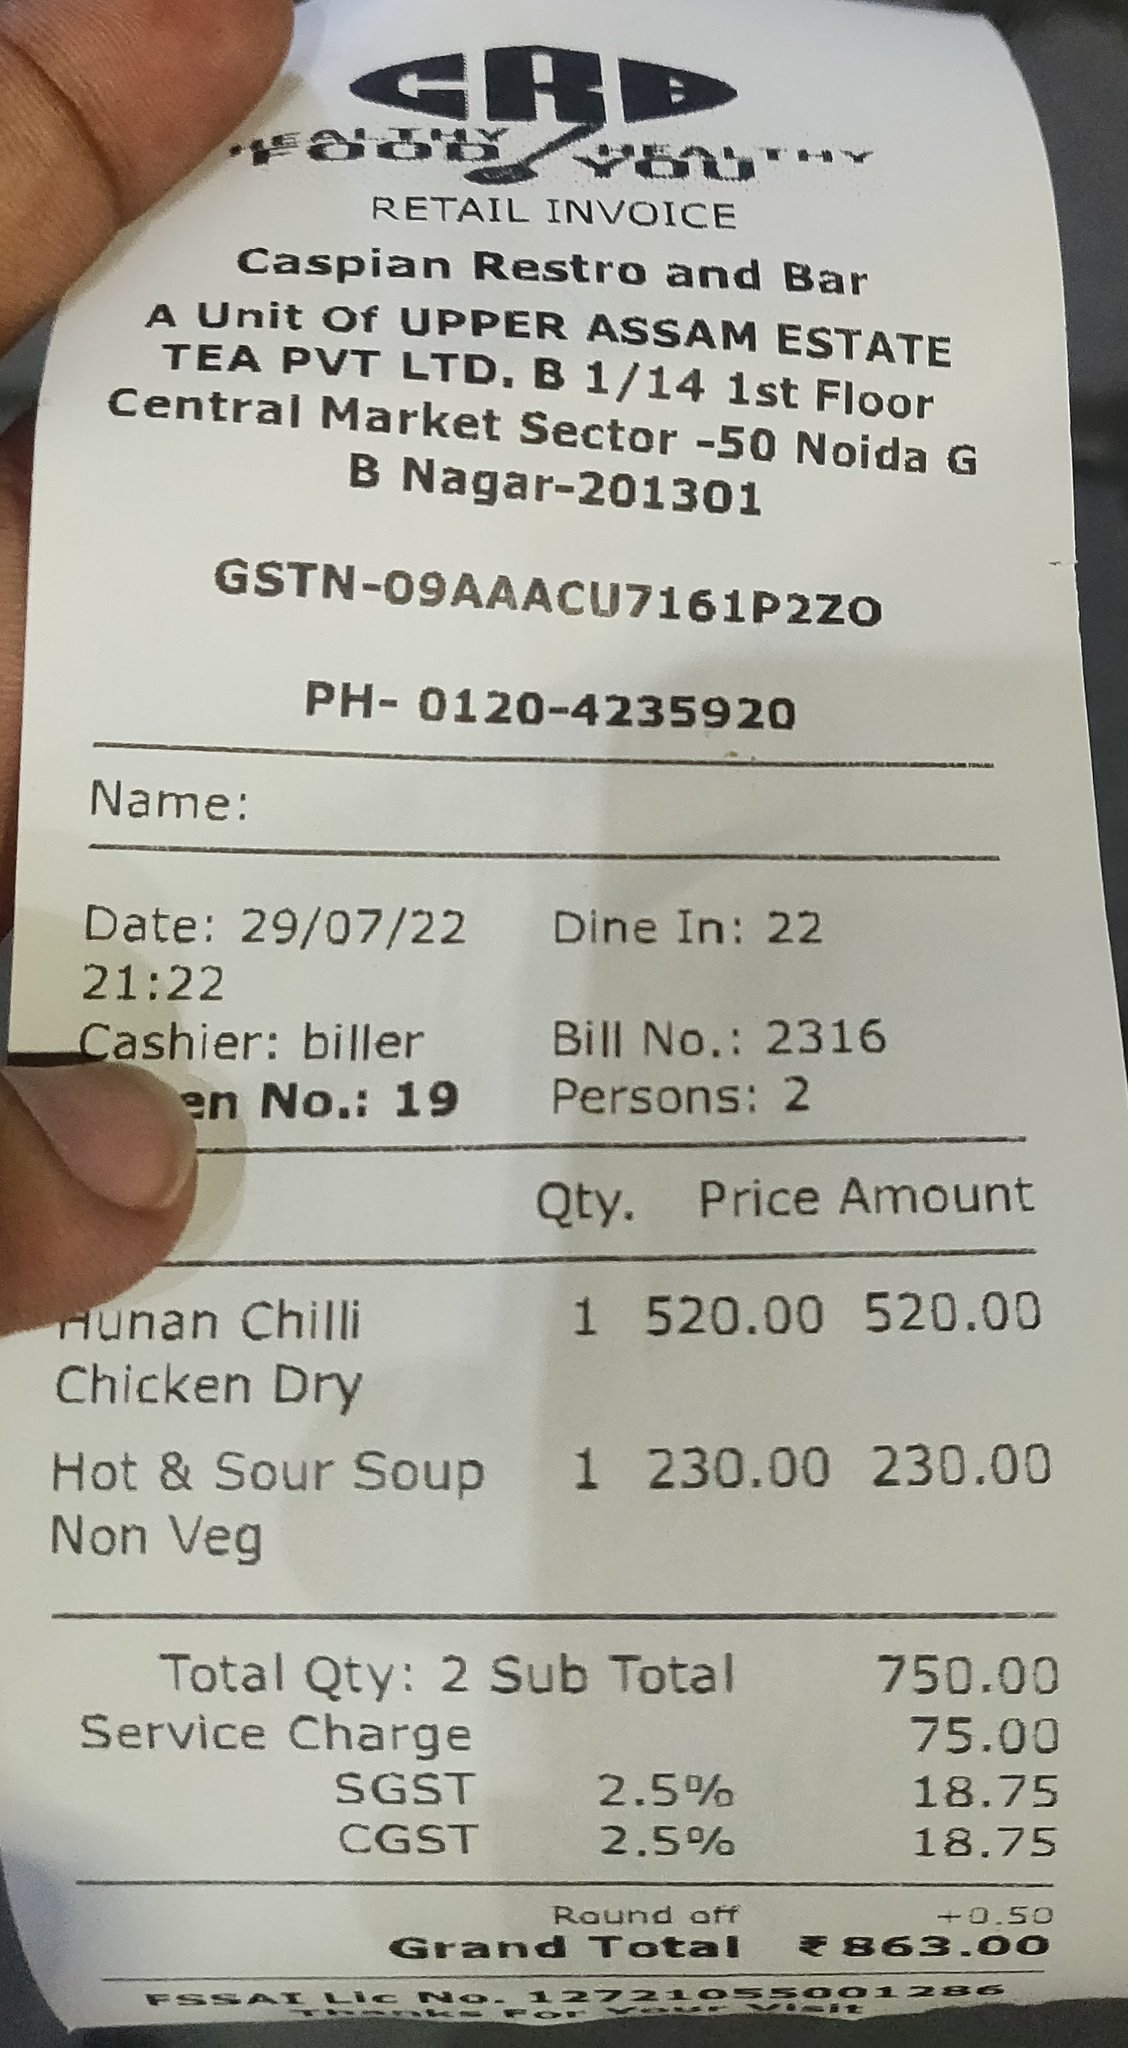 GRD
HEALTHY HEALTHY
FOOD YOU
RETAIL INVOICE
Caspian Restro and Bar
A Unit Of UPPER ASSAM ESTATE
TEA PVT LTD. B 1/14 1st Floor
Central Market Sector -50 Noida G
B Nagar-201301
GSTN-09AAACU7161P2ZO
PH- 0120-4235920
Name:
Date: 29/07/22 Dine In: 22
21:22
Cashier: biller Bill No.: 2316
en No.: 19 Persons: 2
Qty. Price Amount
Hunan Chilli 1 520.00 520.00
Chicken Dry
Hot & Sour Soup 1 230.00 230.00
Non Veg
Total Qty: 2 Sub Total 750.00
Service Charge 75.00
SGST 2.5% 18.75
CGST 2.5% 18.75
Round off +0.50
Grand Total ₹863.00
FSSAI Lic No. 12721055001286
Thanks For Your Visit